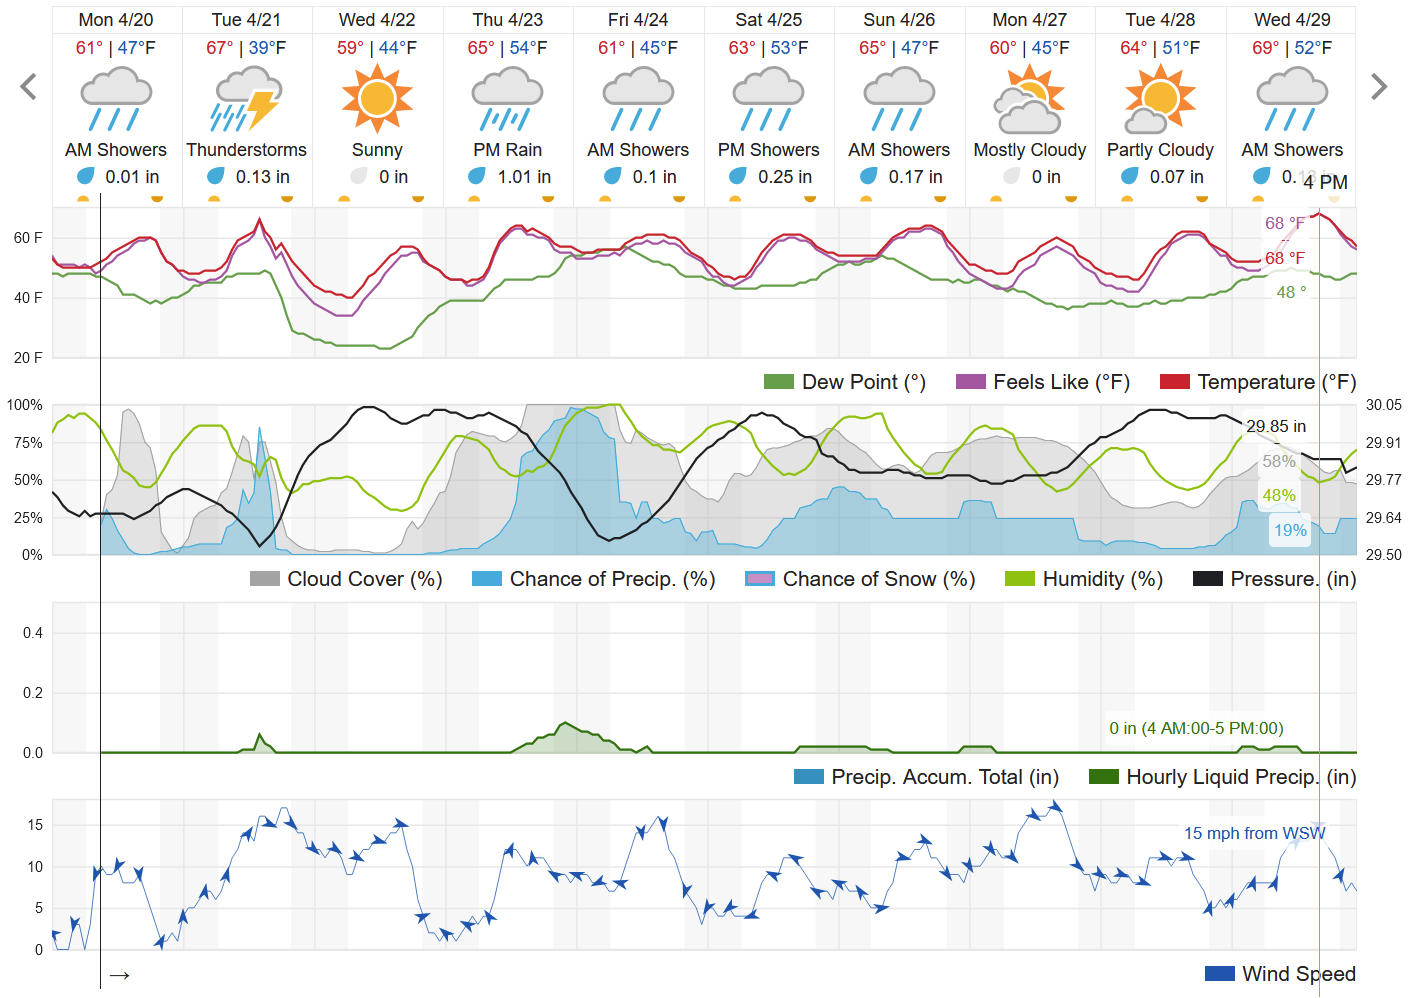 Mon 4/20 Tue 4/21 Wed 4/22 Thu 4/23 Fri 4/24 Sat 4/25 Sun 4/26 Mon 4/27 Tue 4/28 Wed 4/29
61° | 47°F 67° | 39°F 59° | 44°F 65° | 54°F 61° | 45°F 63° | 53°F 65° | 47°F 60° | 45°F 64° | 51°F 69° | 52°F
AM Showers Thunderstorms Sunny PM Rain AM Showers PM Showers AM Showers Mostly Cloudy Partly Cloudy AM Showers
0.01 in 0.13 in 0 in 1.01 in 0.1 in 0.25 in 0.17 in 0 in 0.07 in
4 PM
68 °F
60 F
--
68 °F
48 °
40 F
20 F
Dew Point (°) Feels Like (°F) Temperature (°F)
100% 30.05
29.85 in
75% 29.91
58%
50% 29.77
48%
25% 29.64
19%
0% 29.50
Cloud Cover (%) Chance of Precip. (%) Chance of Snow (%) Humidity (%) Pressure. (in)
0.4
0.2
0 in (4 AM:00-5 PM:00)
0.0
Precip. Accum. Total (in) Hourly Liquid Precip. (in)
15
15 mph from WSW
10
5
0
→
Wind Speed